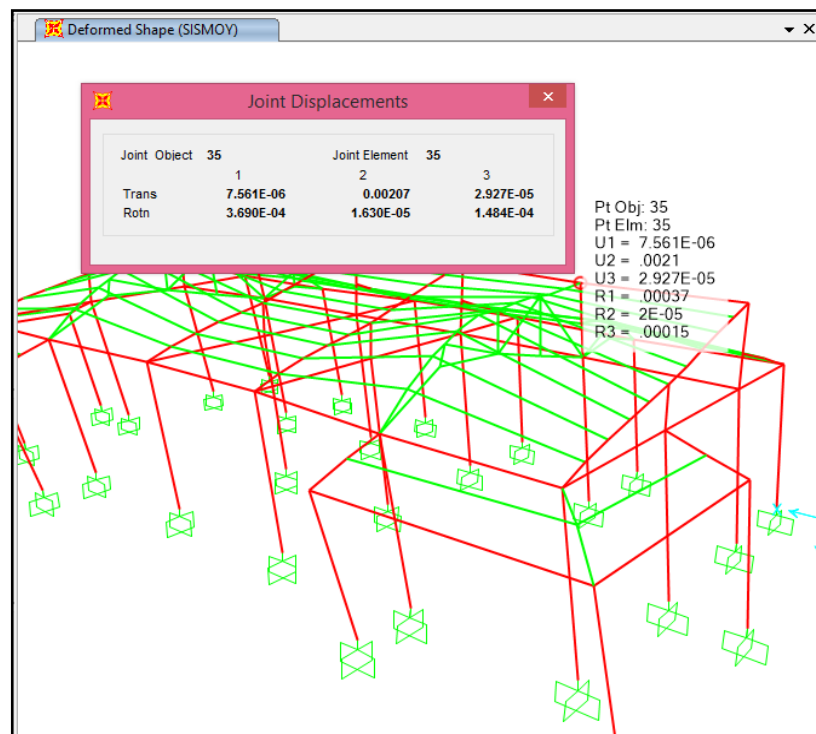 Deformed Shape (SISMOY)
Joint Displacements
Joint Object 35 Joint Element 35
1 2 3
Trans 7.561E-06 0.00207 2.927E-05
Rotn 3.690E-04 1.630E-05 1.484E-04
Pt Obj: 35
Pt Elm: 35
U1 = 7.561E-06
U2 = .0021
U3 = 2.927E-05
R1 = .00037
R2 = 2E-05
R3 = .00015